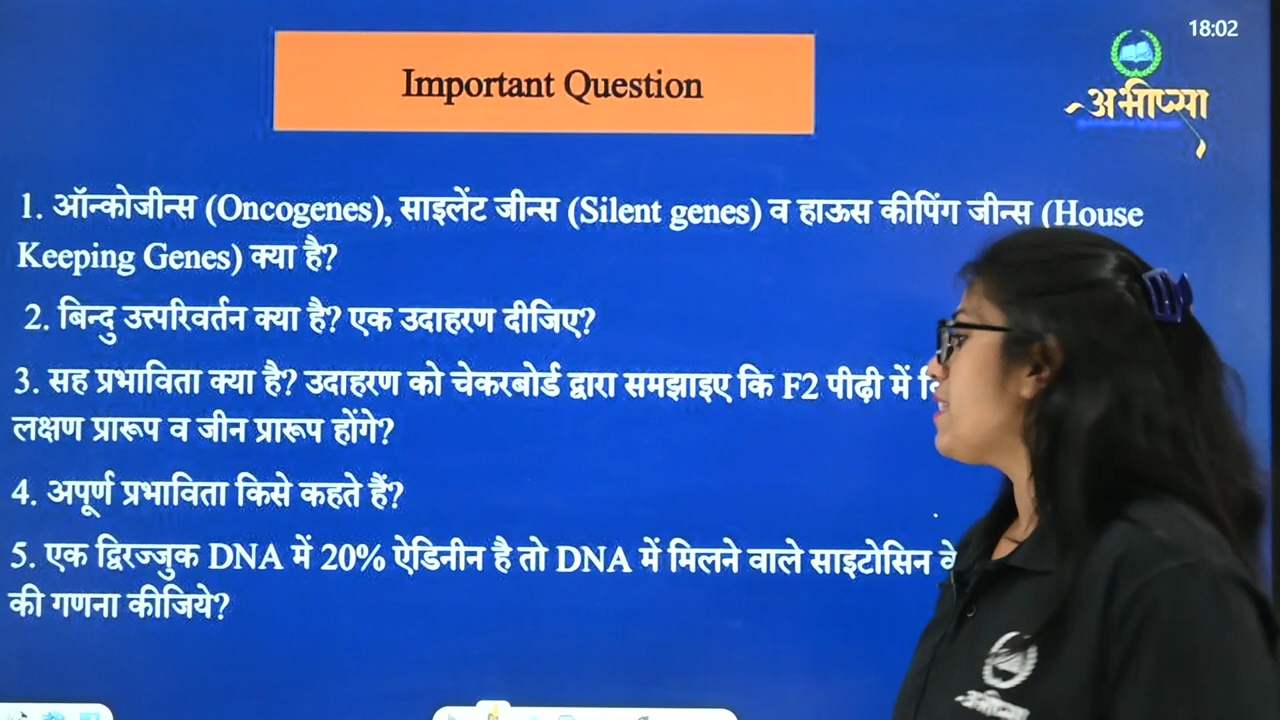 18:02
Important Question
अभीप्सा
1. ऑन्कोजीन्स (Oncogenes), साइलेंट जीन्स (Silent genes) व हाऊस कीपिंग जीन्स (House
Keeping Genes) क्या है?
2. बिन्दु उत्त्परिवर्तन क्या है? एक उदाहरण दीजिए?
3. सह प्रभाविता क्या है? उदाहरण को चेकरबोर्ड द्वारा समझाइए कि F2 पीढ़ी में
लक्षण प्रारूप व जीन प्रारूप होंगे?
4. अपूर्ण प्रभाविता किसे कहते हैं?
5. एक द्विरज्जुक DNA में 20% ऐडिनीन है तो DNA में मिलने वाले साइटोसिन
की गणना कीजिये?